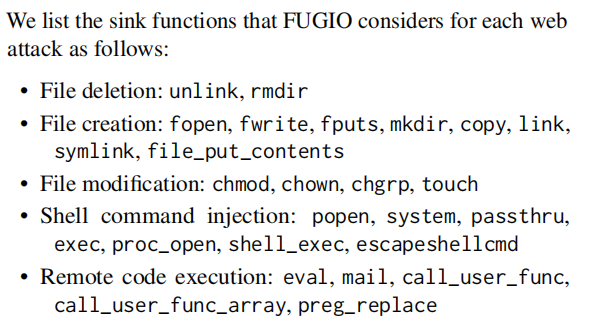 We list the sink functions that FUGIO considers for each web
attack as follows:
• File deletion: unlink, rmdir
• File creation: fopen, fwrite, fputs, mkdir, copy, link,
symlink, file_put_contents
• File modification: chmod, chown, chgrp, touch
• Shell command injection: popen, system, passthru,
exec, proc_open, shell_exec, escapeshellcmd
• Remote code execution: eval, mail, call_user_func,
call_user_func_array, preg_replace